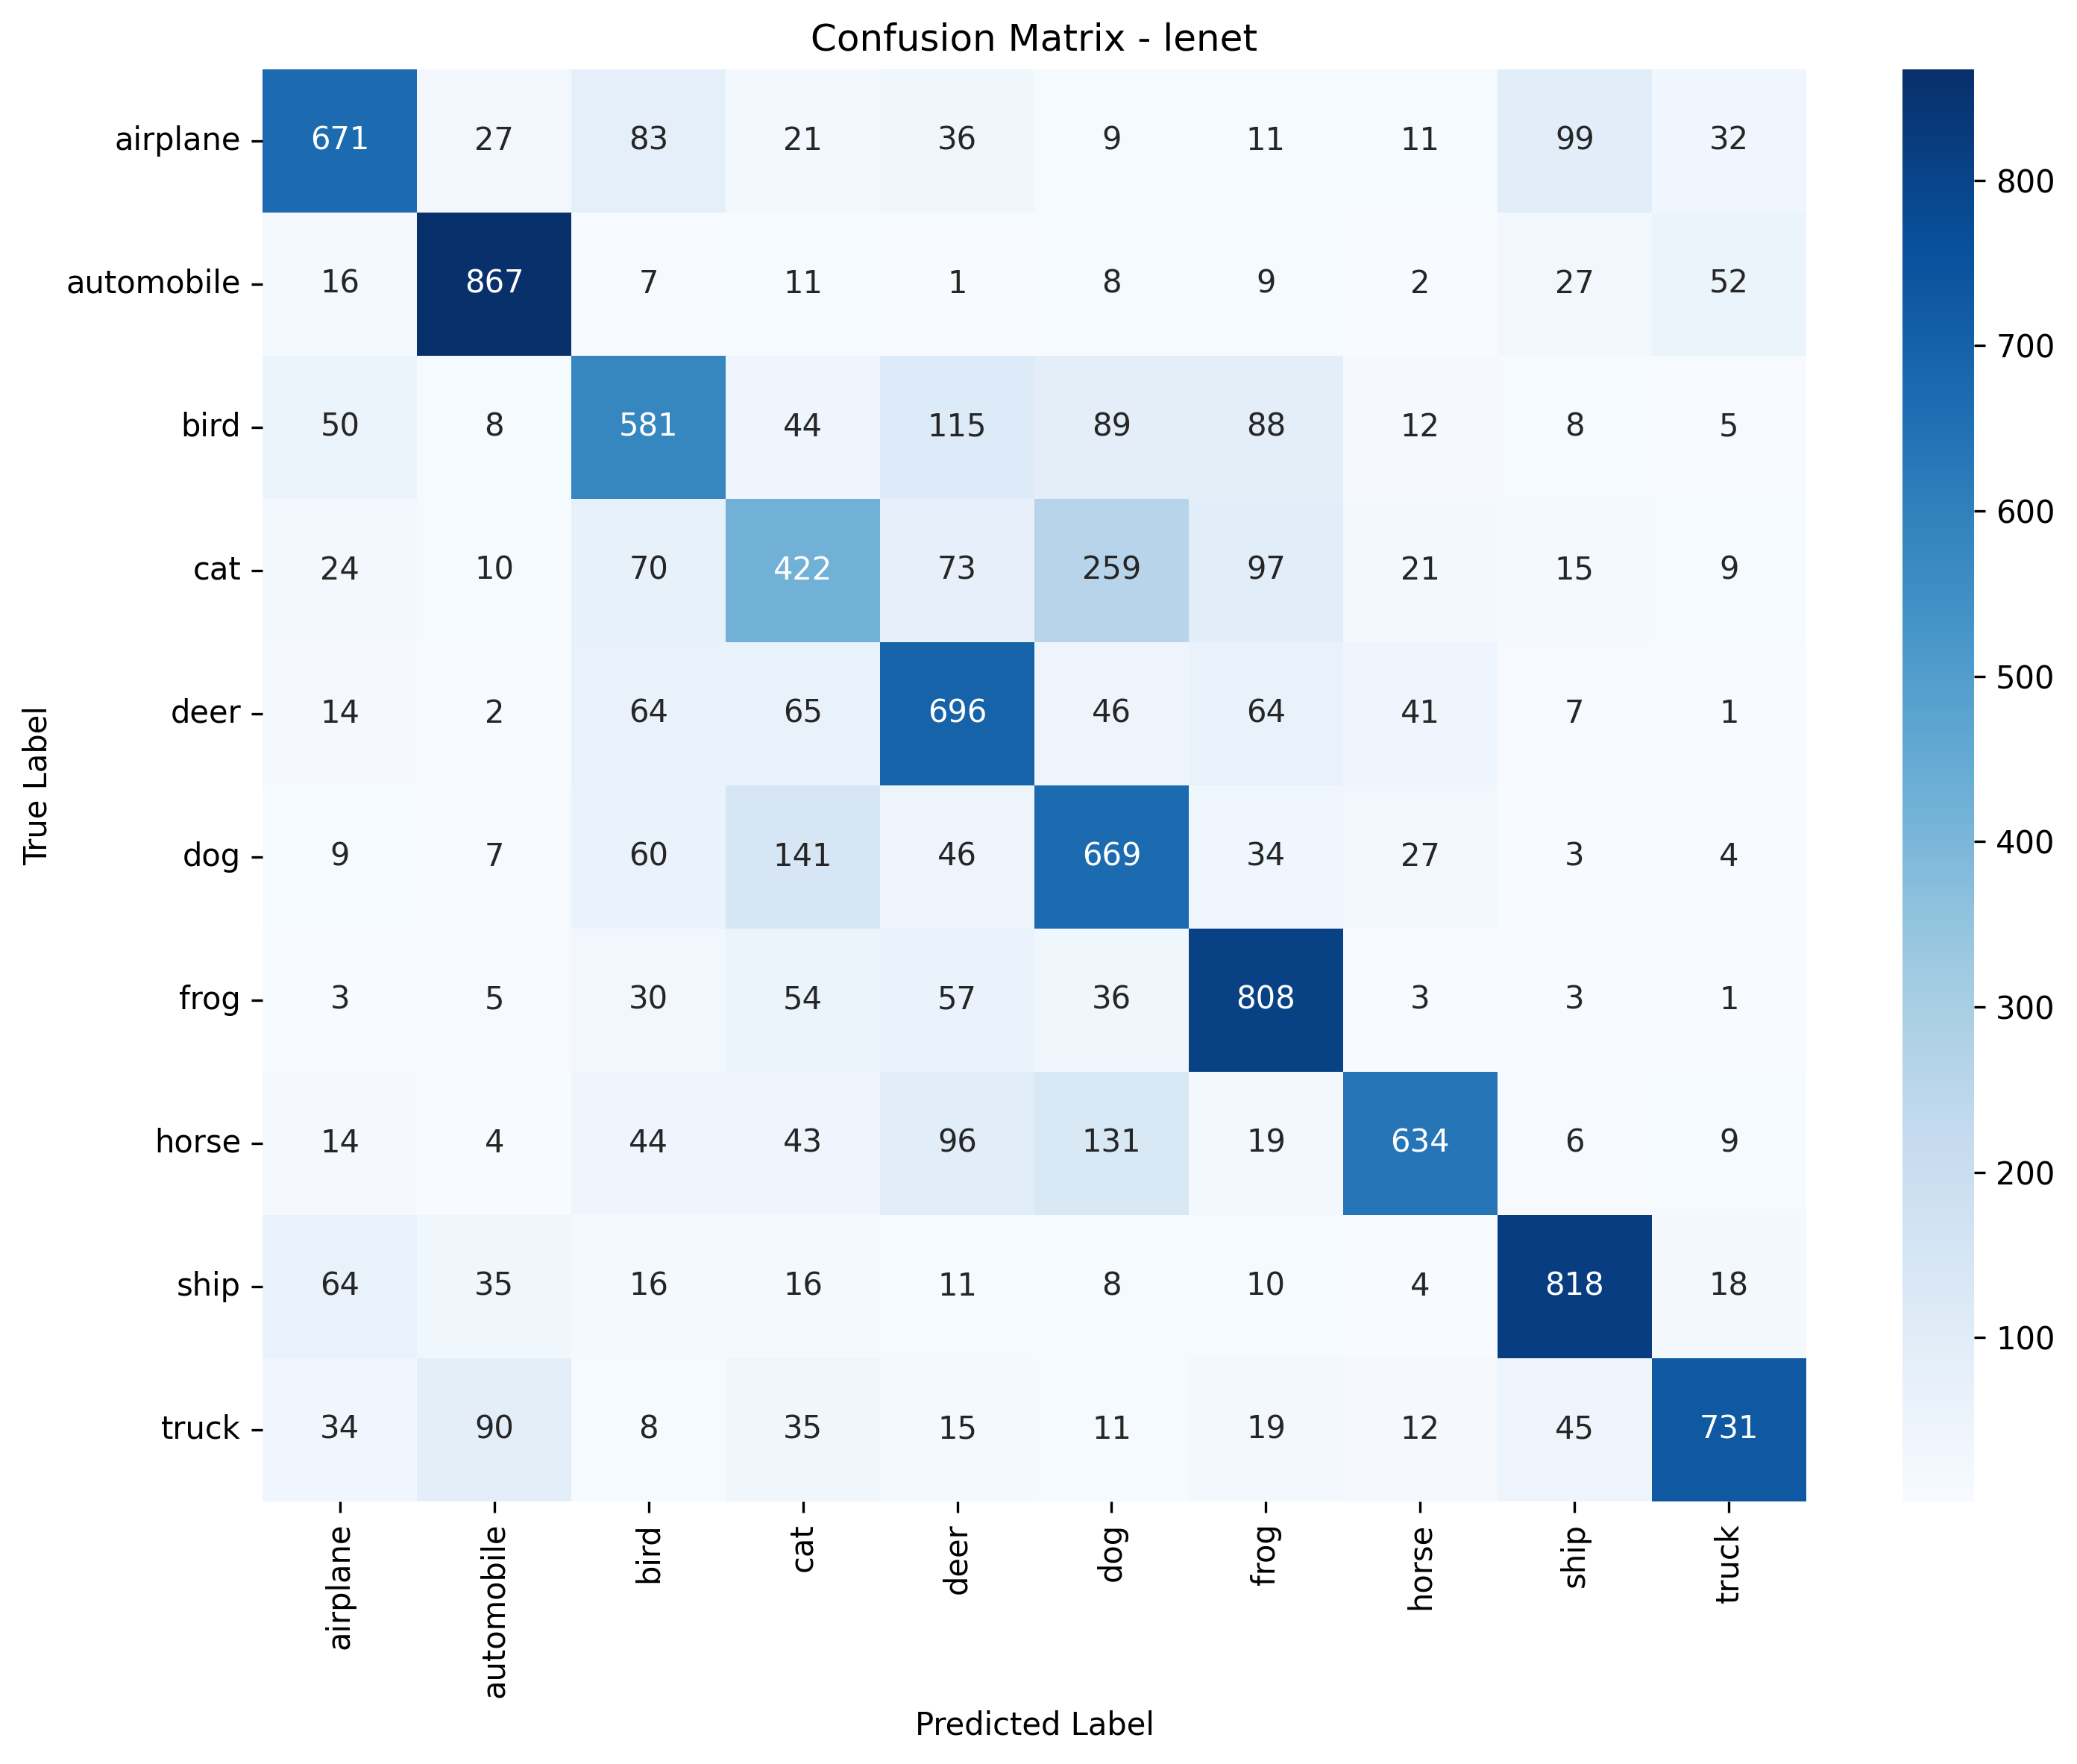 Confusion Matrix - lenet
airplane 671 27 83 21 36 9 11 11 99 32
automobile 16 867 7 11 1 8 9 2 27 52
bird 50 8 581 44 115 89 88 12 8 5
cat 24 10 70 422 73 259 97 21 15 9
deer 14 2 64 65 696 46 64 41 7 1
dog 9 7 60 141 46 669 34 27 3 4
frog 3 5 30 54 57 36 808 3 3 1
horse 14 4 44 43 96 131 19 634 6 9
ship 64 35 16 16 11 8 10 4 818 18
truck 34 90 8 35 15 11 19 12 45 731
airplane automobile bird cat deer dog frog horse ship truck
Predicted Label
True Label
800
700
600
500
400
300
200
100